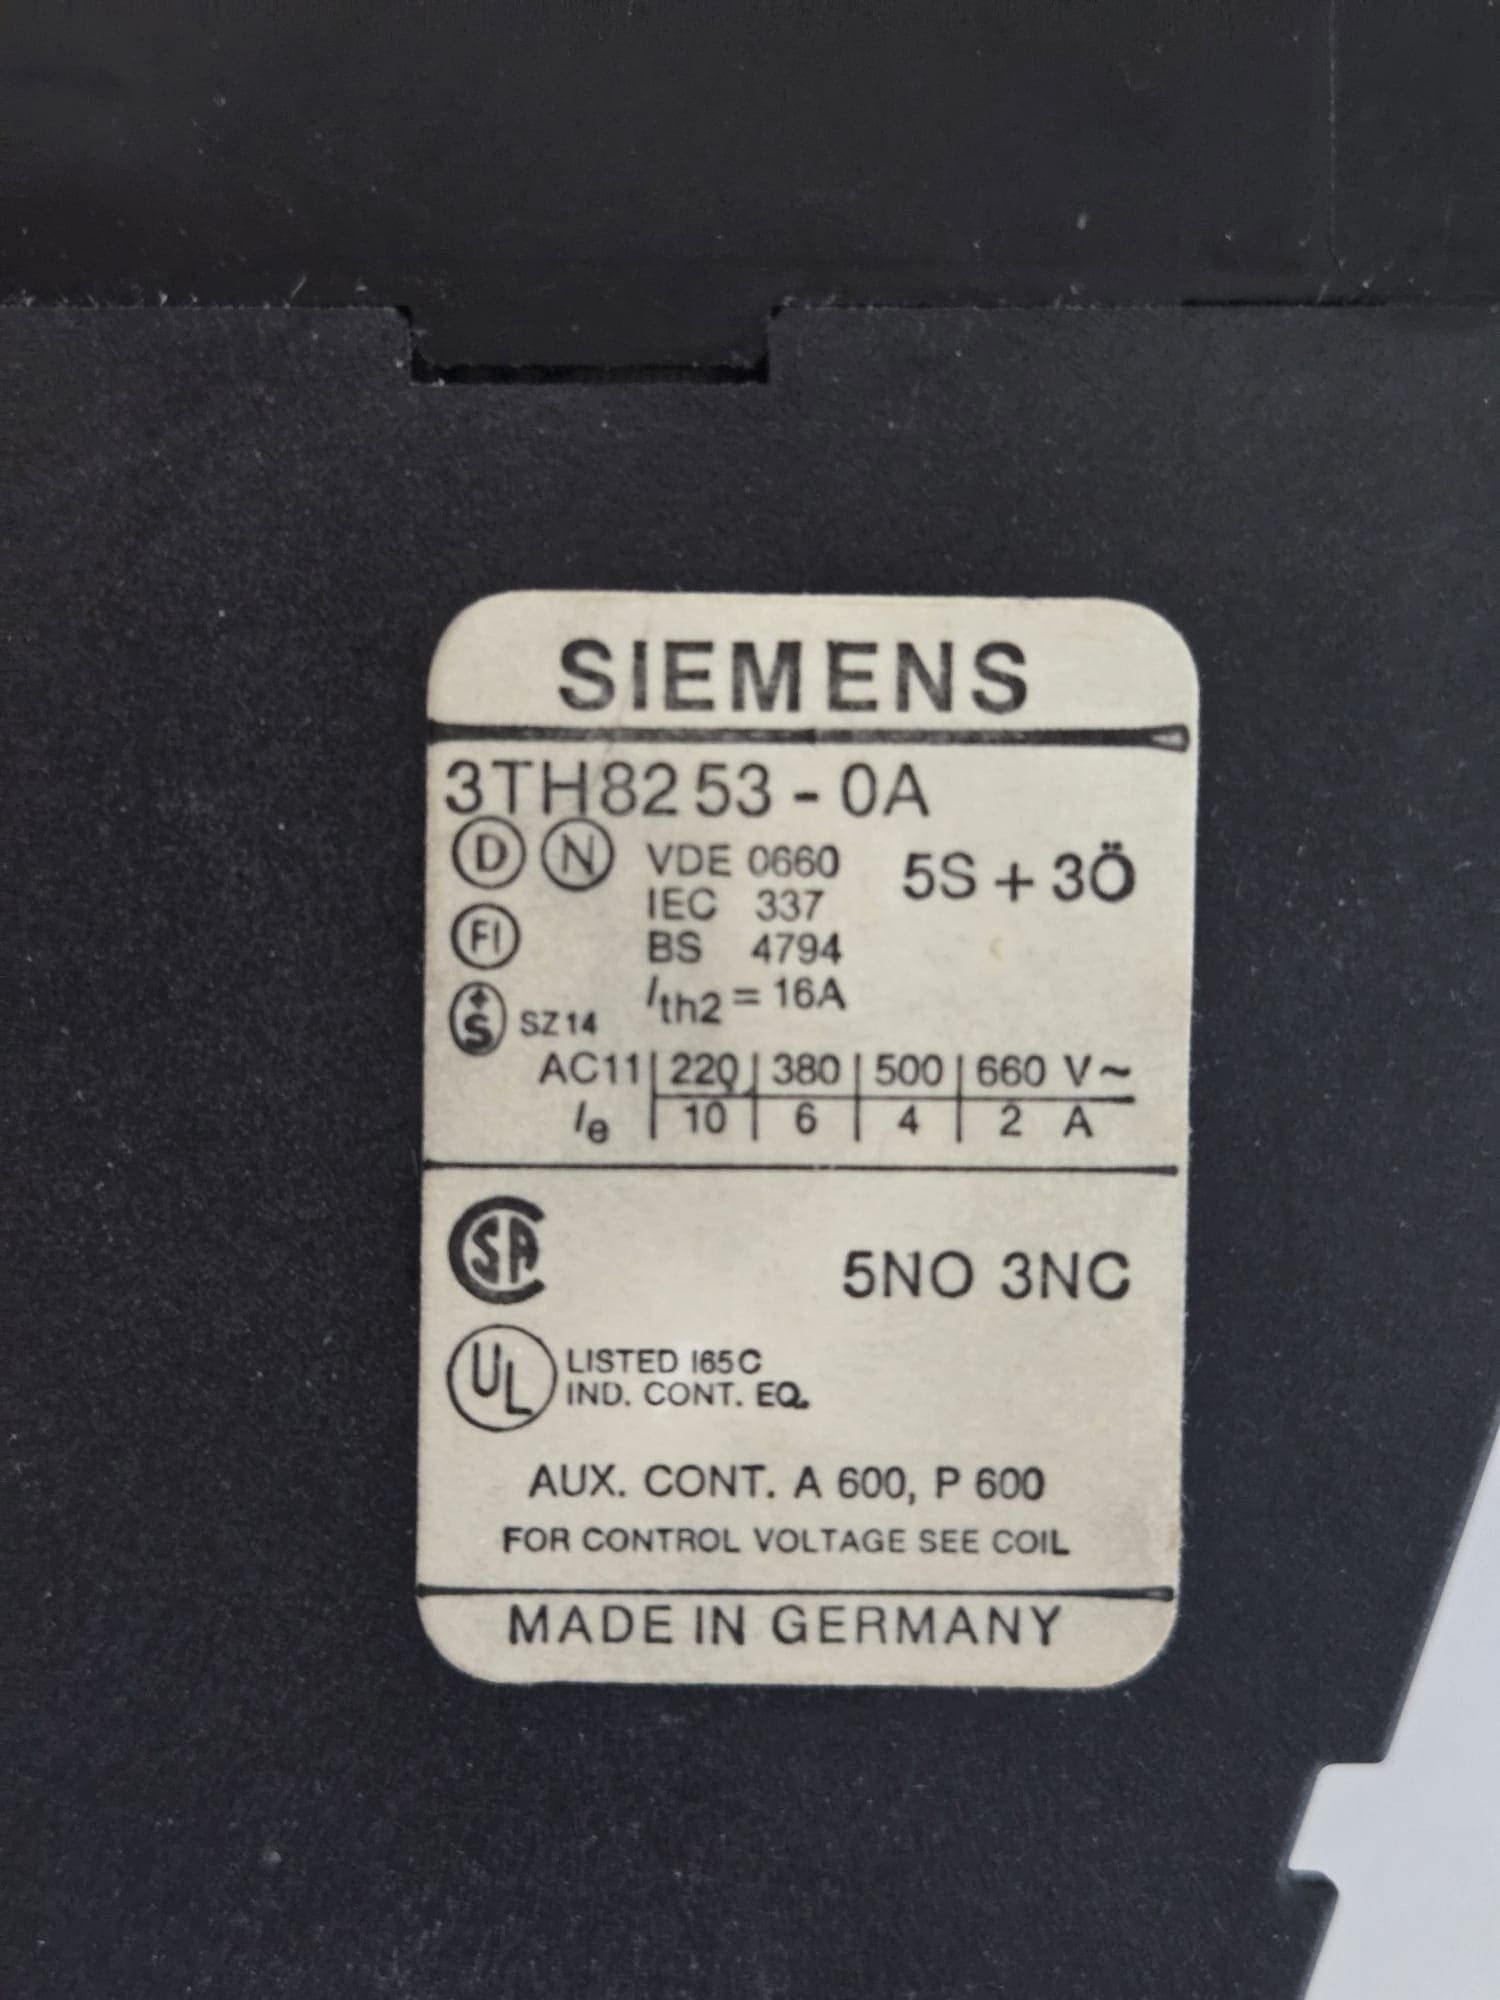 SIEMENS
3TH8253-0A
D N VDE 0660 5S + 3Ö
IEC 337
FI BS 4794
S SZ14 Ith2 = 16A
AC11 | 220 | 380 | 500 | 660 V~
Ie | 10 | 6 | 4 | 2 A
CSA 5NO 3NC
UL LISTED 165C
IND. CONT. EQ.
AUX. CONT. A 600, P 600
FOR CONTROL VOLTAGE SEE COIL
MADE IN GERMANY